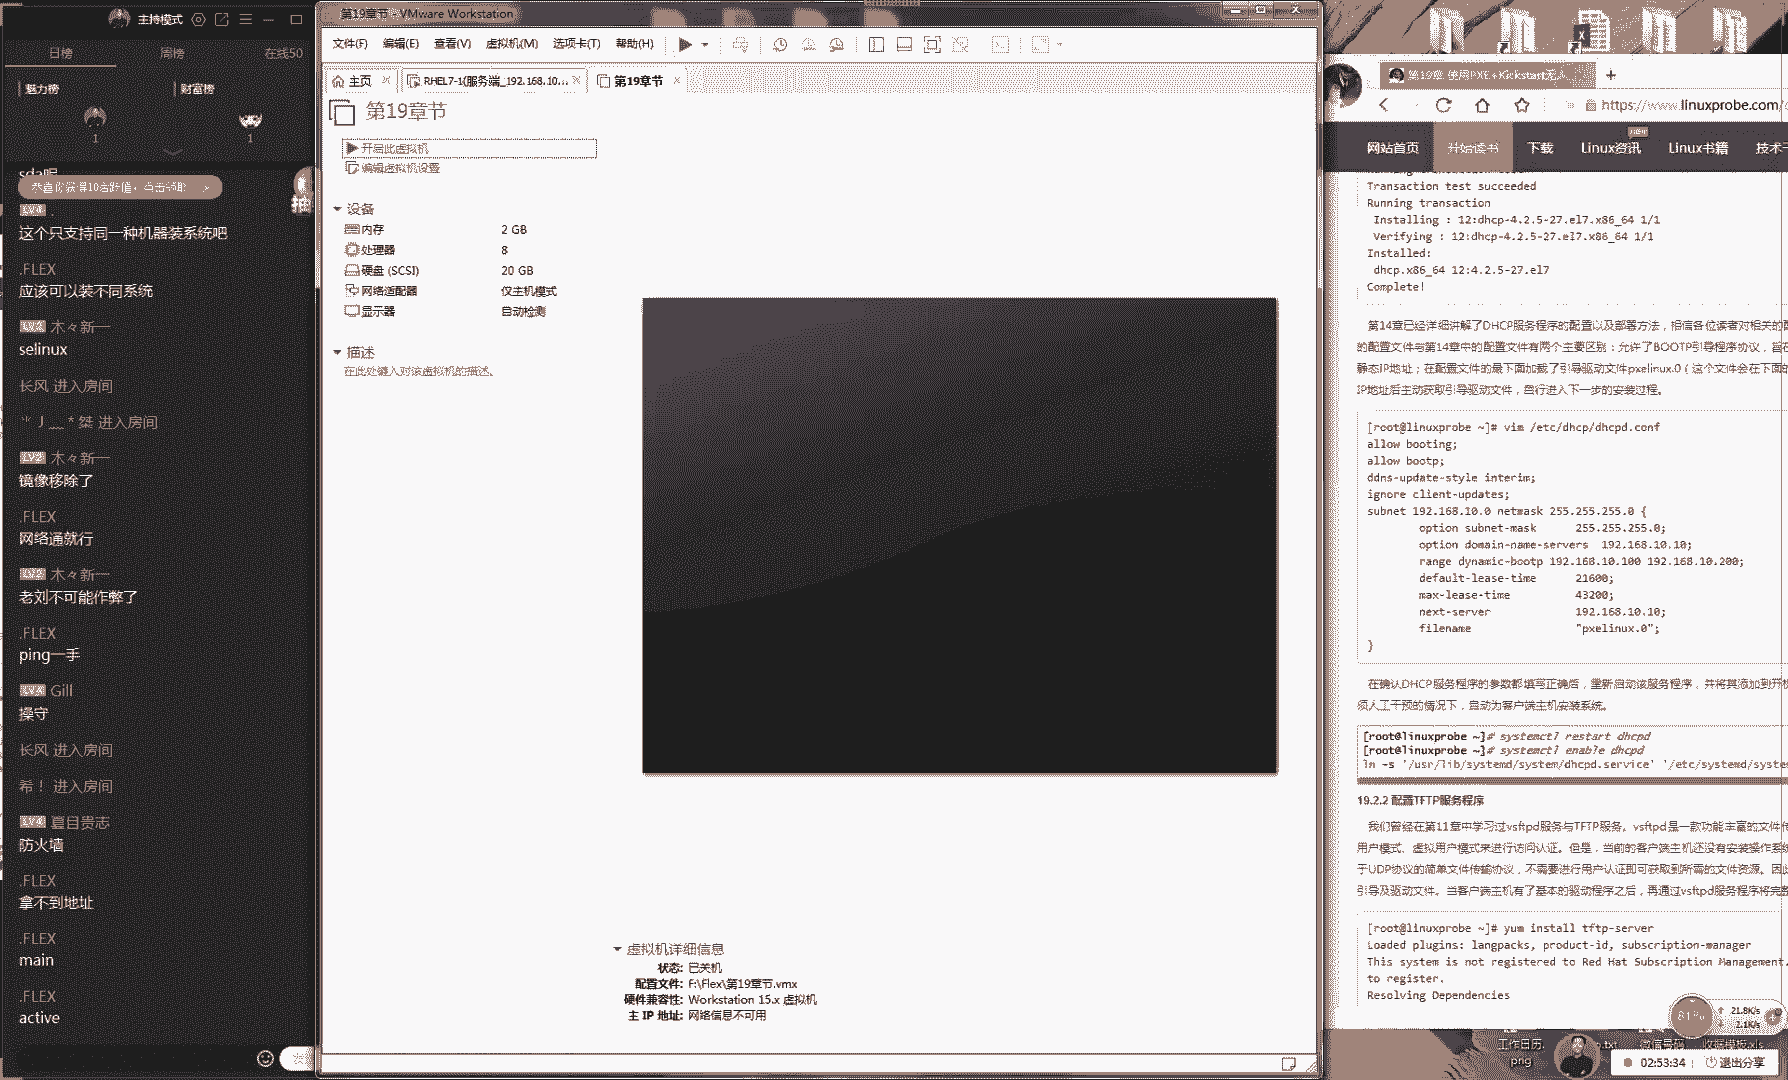 主持模式
日榜
周榜
在线50
魅力榜
财富榜
1
1
sda呢
LV4 .
这个只支持同一种机器装系统吧
.FLEX
应该可以装不同系统
木々新一
selinux
长风 进入房间
桀 进入房间
LV2 木々新一
镜像移除了
.FLEX
网络通就行
LV2 木々新一
老刘不可能作弊了
.FLEX
ping一手
LV4 Gill
操守
长风 进入房间
希！ 进入房间
LV4 夏目贵志
防火墙
.FLEX
拿不到地址
.FLEX
main
.FLEX
active
第19章节 - VMware Workstation
文件(F)
编辑(E)
查看(V)
虚拟机(M)
选项卡(T)
帮助(H)
主页
RHEL7-1(服务端_192.168.10...
第19章节
第19章节
开启此虚拟机
编辑虚拟机设置
设备
内存 2 GB
处理器 8
硬盘 (SCSI) 20 GB
网络适配器 仅主机模式
显示器 自动检测
描述
在此处键入对该虚拟机的描述。
虚拟机详细信息
状态: 已关机
配置文件: F:\Flex\第19章节.vmx
硬件兼容性: Workstation 15.x 虚拟机
主 IP 地址: 网络信息不可用
第19章 使用PXE+Kickstart无人
https://www.linuxprobe.com/
网站首页
开始读书
下载
Linux资讯
Linux书籍
技术干
Transaction test succeeded
Running transaction
Installing : 12:dhcp-4.2.5-27.el7.x86_64 1/1
Verifying : 12:dhcp-4.2.5-27.el7.x86_64 1/1
Installed:
dhcp.x86_64 12:4.2.5-27.el7
Complete!
第14章已经详细讲解了DHCP服务程序的配置以及部署方法，相信各位读者对相关的
的配置文件与第14章中的配置文件有两个主要区别：允许了BOOTP引导程序协议，旨在
静态IP地址；在配置文件的最下面加载了引导驱动文件pxelinux.0（这个文件会在下面的
IP地址后主动获取引导驱动文件，自行进入下一步的安装过程。
[root@linuxprobe ~]# vim /etc/dhcp/dhcpd.conf
allow booting;
allow bootp;
ddns-update-style interim;
ignore client-updates;
subnet 192.168.10.0 netmask 255.255.255.0 {
option subnet-mask 255.255.255.0;
option domain-name-servers 192.168.10.10;
range dynamic-bootp 192.168.10.100 192.168.10.200;
default-lease-time 21600;
max-lease-time 43200;
next-server 192.168.10.10;
filename "pxelinux.0";
}
在确认DHCP服务程序的参数都填写正确后，重新启动该服务程序，并将其添加到开机
须人工干预的情况下，自动为客户端主机安装系统。
[root@linuxprobe ~]# systemctl restart dhcpd
[root@linuxprobe ~]# systemctl enable dhcpd
ln -s '/usr/lib/systemd/system/dhcpd.service' '/etc/systemd/syste
19.2.2 配置TFTP服务程序
我们曾经在第11章中学习过vsftpd服务与TFTP服务。vsftpd是一款功能丰富的文件传
用户模式、虚拟用户模式来进行访问认证。但是，当前的客户端主机还没有安装操作系统
于UDP协议的简单文件传输协议，不需要进行用户认证即可获取到所需的文件资源。因此
引导及驱动文件。当客户端主机有了基本的驱动程序之后，再通过vsftpd服务程序将完整
[root@linuxprobe ~]# yum install tftp-server
Loaded plugins: langpacks, product-id, subscription-manager
This system is not registered to Red Hat Subscription Management.
to register.
Resolving Dependencies
81%
21.8K/s
2.1K/s
工作日历.
png
.txt
微信号码
收据模板.xls
02:53:34
退出分享